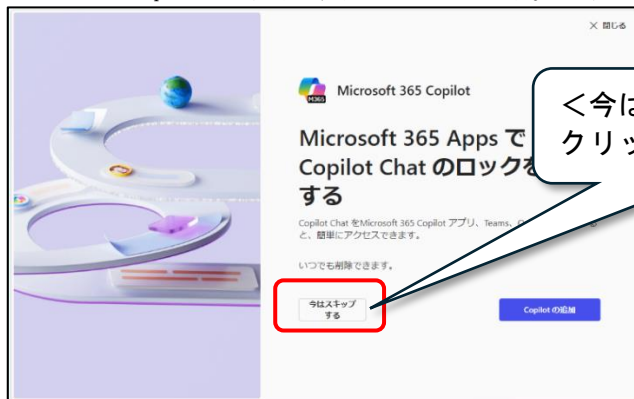 × 閉じる
M365
Microsoft 365 Copilot
＜今は
クリッ
Microsoft 365 Apps で
Copilot Chat のロックを
する
Copilot Chat をMicrosoft 365 Copilot アプリ、Teams、
と、簡単にアクセスできます。
いつでも削除できます。
今はスキップ
する
Copilot の追加